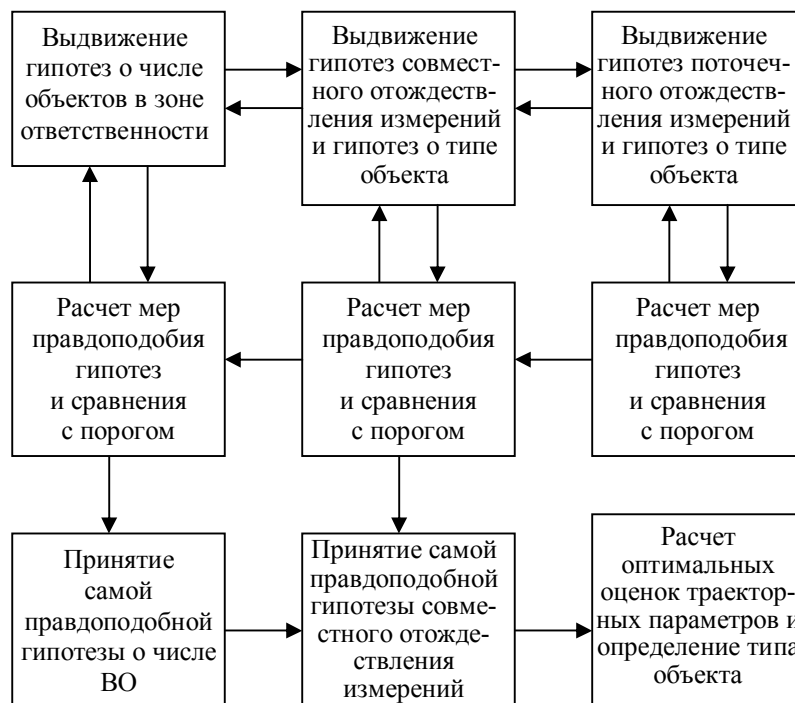 Выдвижение
гипотез о числе
объектов в зоне
ответственности
Выдвижение
гипотез совмест-
ного отождеств-
ления измерений
и гипотез о типе
объекта
Выдвижение
гипотез поточеч-
ного отождеств-
ления измерений
и гипотез о типе
объекта
Расчет мер
правдоподобия
гипотез
и сравнения
с порогом
Расчет мер
правдоподобия
гипотез
и сравнения
с порогом
Расчет мер
правдоподобия
гипотез
и сравнения
с порогом
Принятие
самой
правдоподобной
гипотезы о числе
ВО
Принятие самой
правдоподобной
гипотезы совме-
стного отожде-
ствления
измерений
Расчет
оптимальных
оценок траектор-
ных параметров и
определение типа
объекта